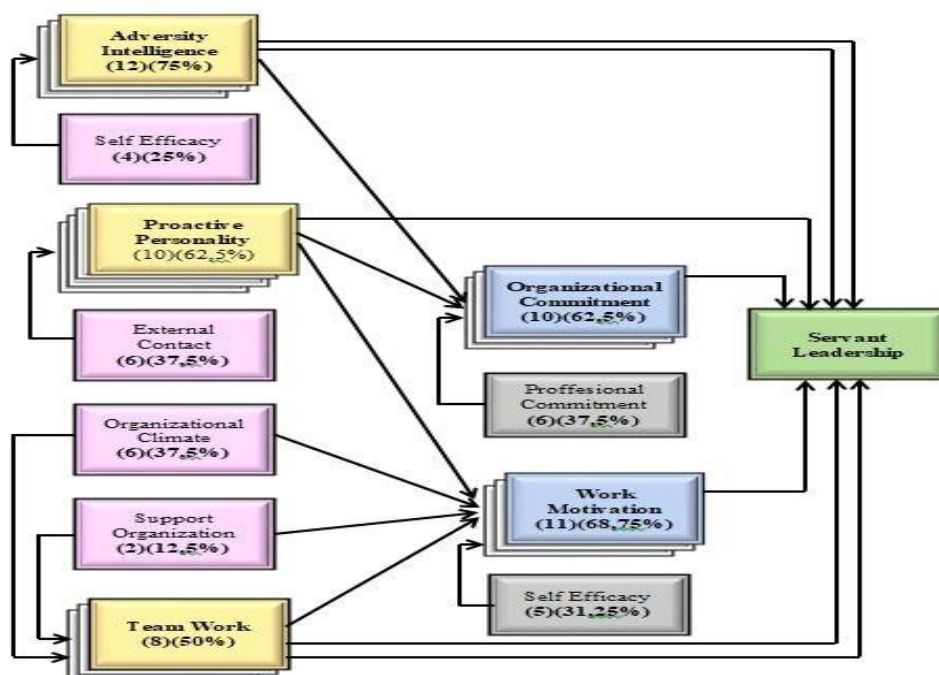 Adversity
Intelligence
(12)(75%)
Self Efficacy
(4)(25%)
Proactive
Personality
(10)(62,5%)
External
Contact
(6)(37,5%)
Organizational
Climate
(6)(37,5%)
Support
Organization
(2)(12,5%)
Team Work
(8)(50%)
Organizational
Commitment
(10)(62,5%)
Proffesional
Commitment
(6)(37,5%)
Work
Motivation
(11)(68,75%)
Self Efficacy
(5)(31,25%)
Servant
Leadership